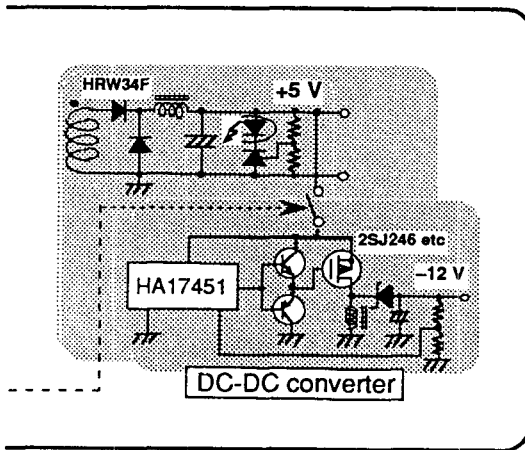 HRW34F
+5 V
2SJ246 etc
–12 V
HA17451
DC-DC converter